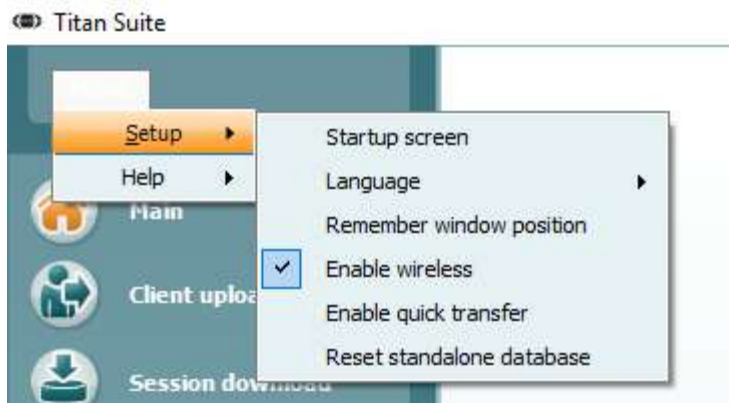 Titan Suite
Setup
Help
Startup screen
Language
Remember window position
Enable wireless
Enable quick transfer
Reset standalone database
Main
Client uploa
Session download